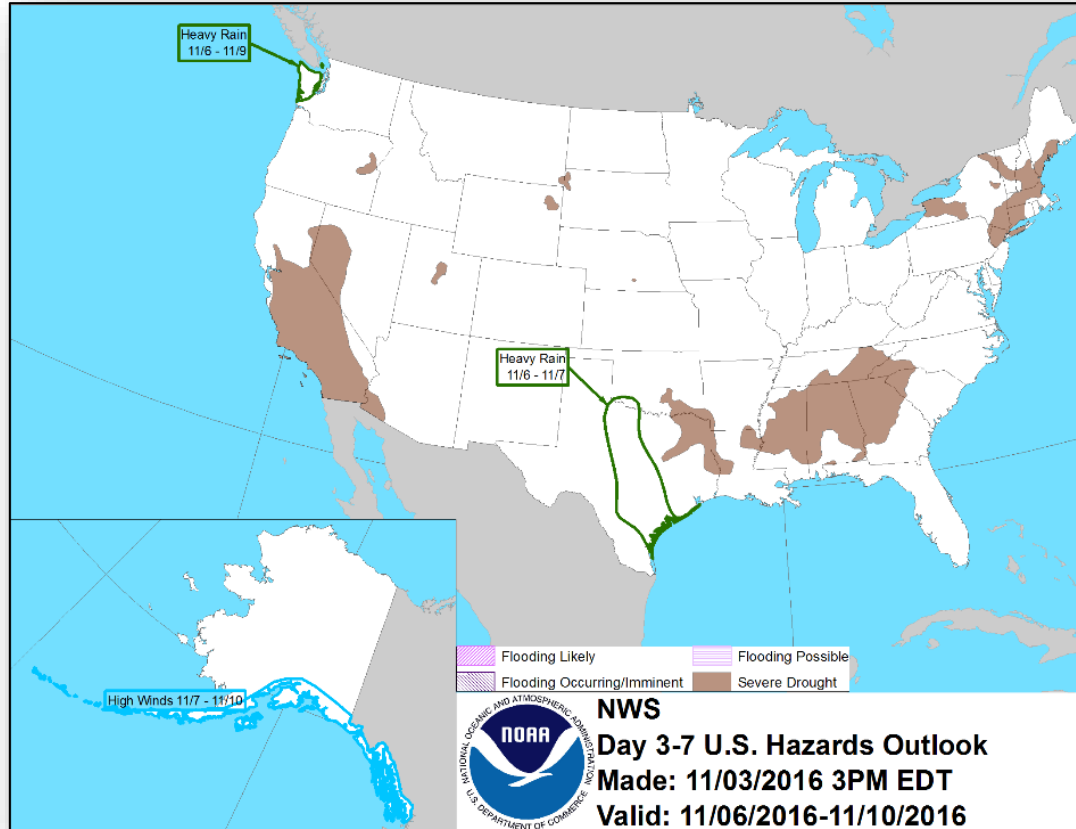 Heavy Rain
11/6 - 11/9
Heavy Rain
11/6 - 11/7
High Winds 11/7 - 11/10
Flooding Likely
Flooding Possible
Flooding Occurring/Imminent
Severe Drought
NATIONAL OCEANIC AND ATMOSPHERIC ADMINISTRATION
NOAA
U.S. DEPARTMENT OF COMMERCE
NWS
Day 3-7 U.S. Hazards Outlook
Made: 11/03/2016 3PM EDT
Valid: 11/06/2016-11/10/2016